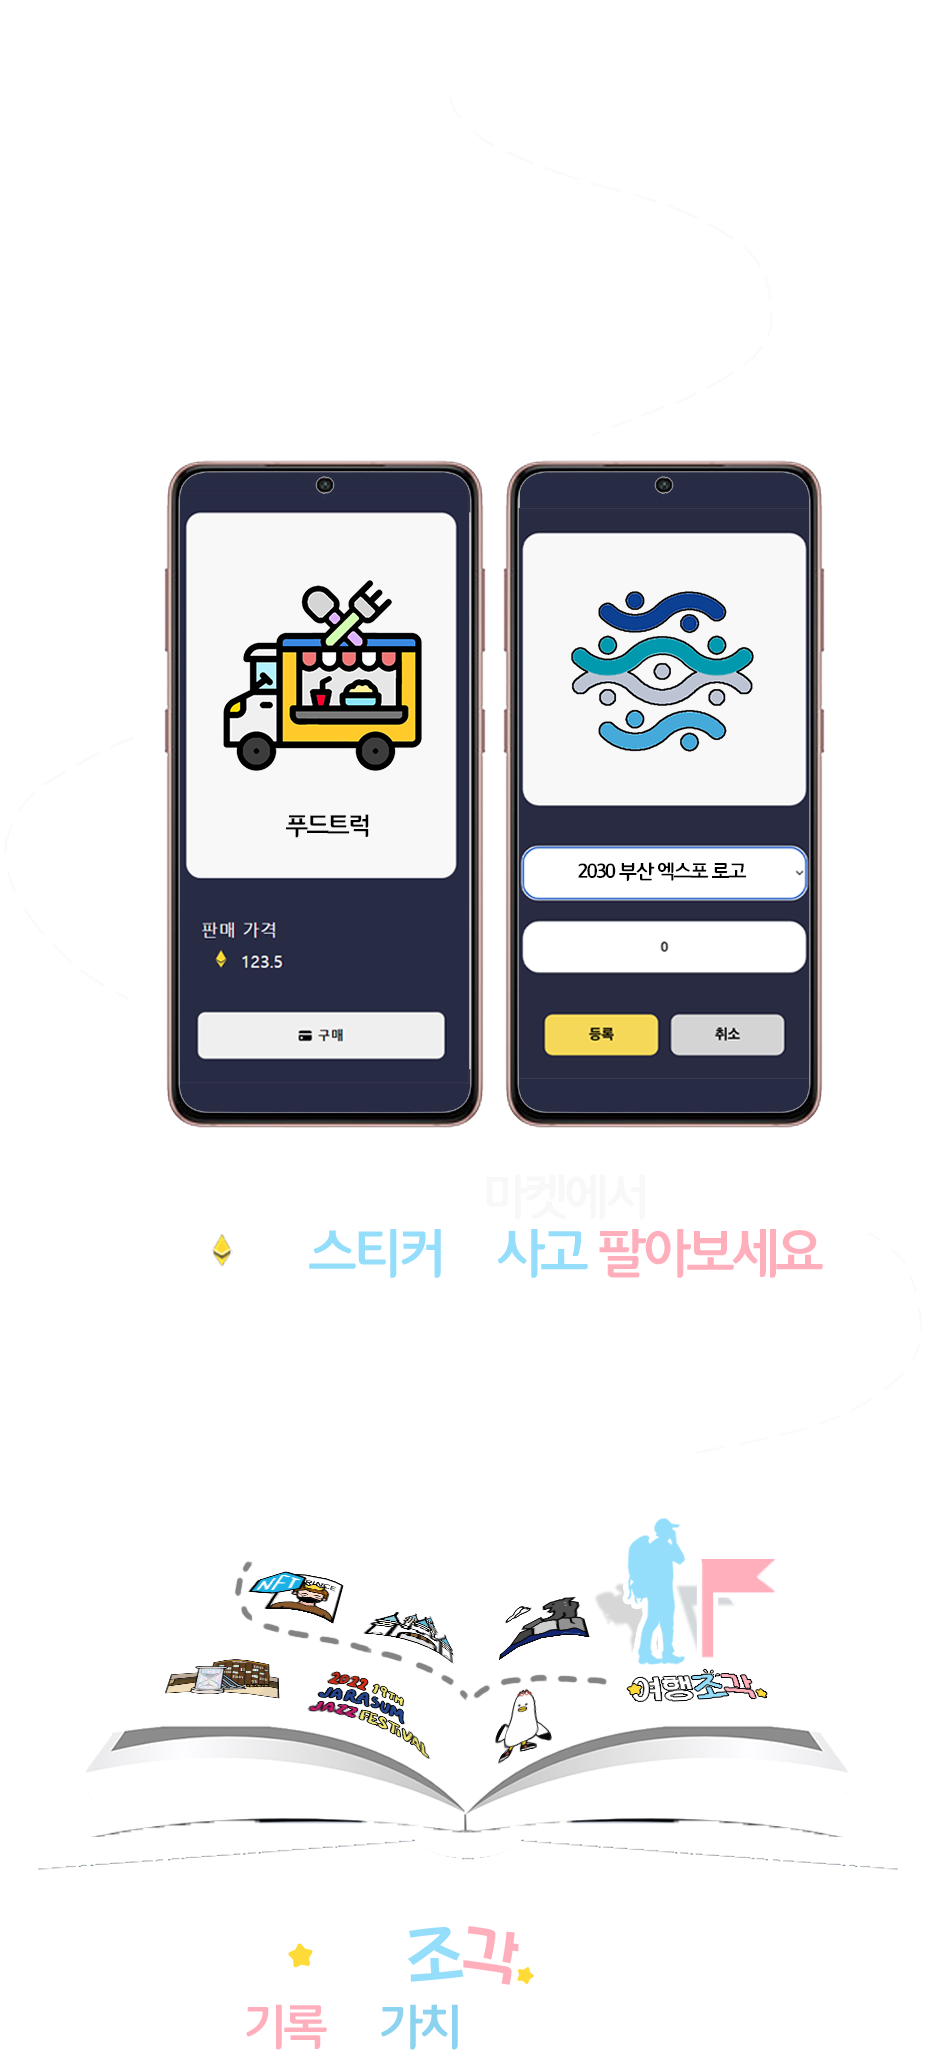 푸드트럭
판매 가격
123.5
구매
2030 부산 엑스포 로고
0
등록
취소
마켓에서
스티커 사고 팔아보세요
NFT
RINCE
2022 19TH
JARASUM
JAZZ FESTIVAL
여행조각
조각
기록 가치